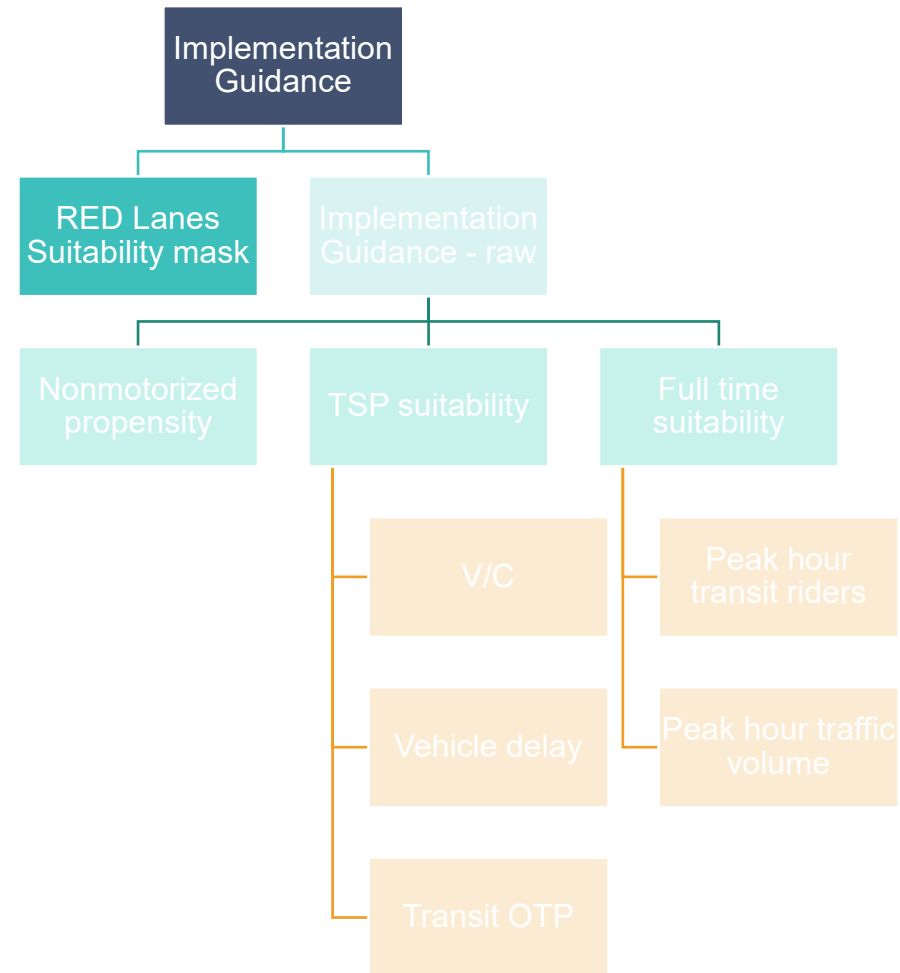 Implementation
Guidance
RED Lanes
Suitability mask
Implementation
Guidance - raw
Nonmotorized
propensity
TSP suitability
Full time
suitability
V/C
Peak hour
transit riders
Vehicle delay
Peak hour traffic
volume
Transit OTP